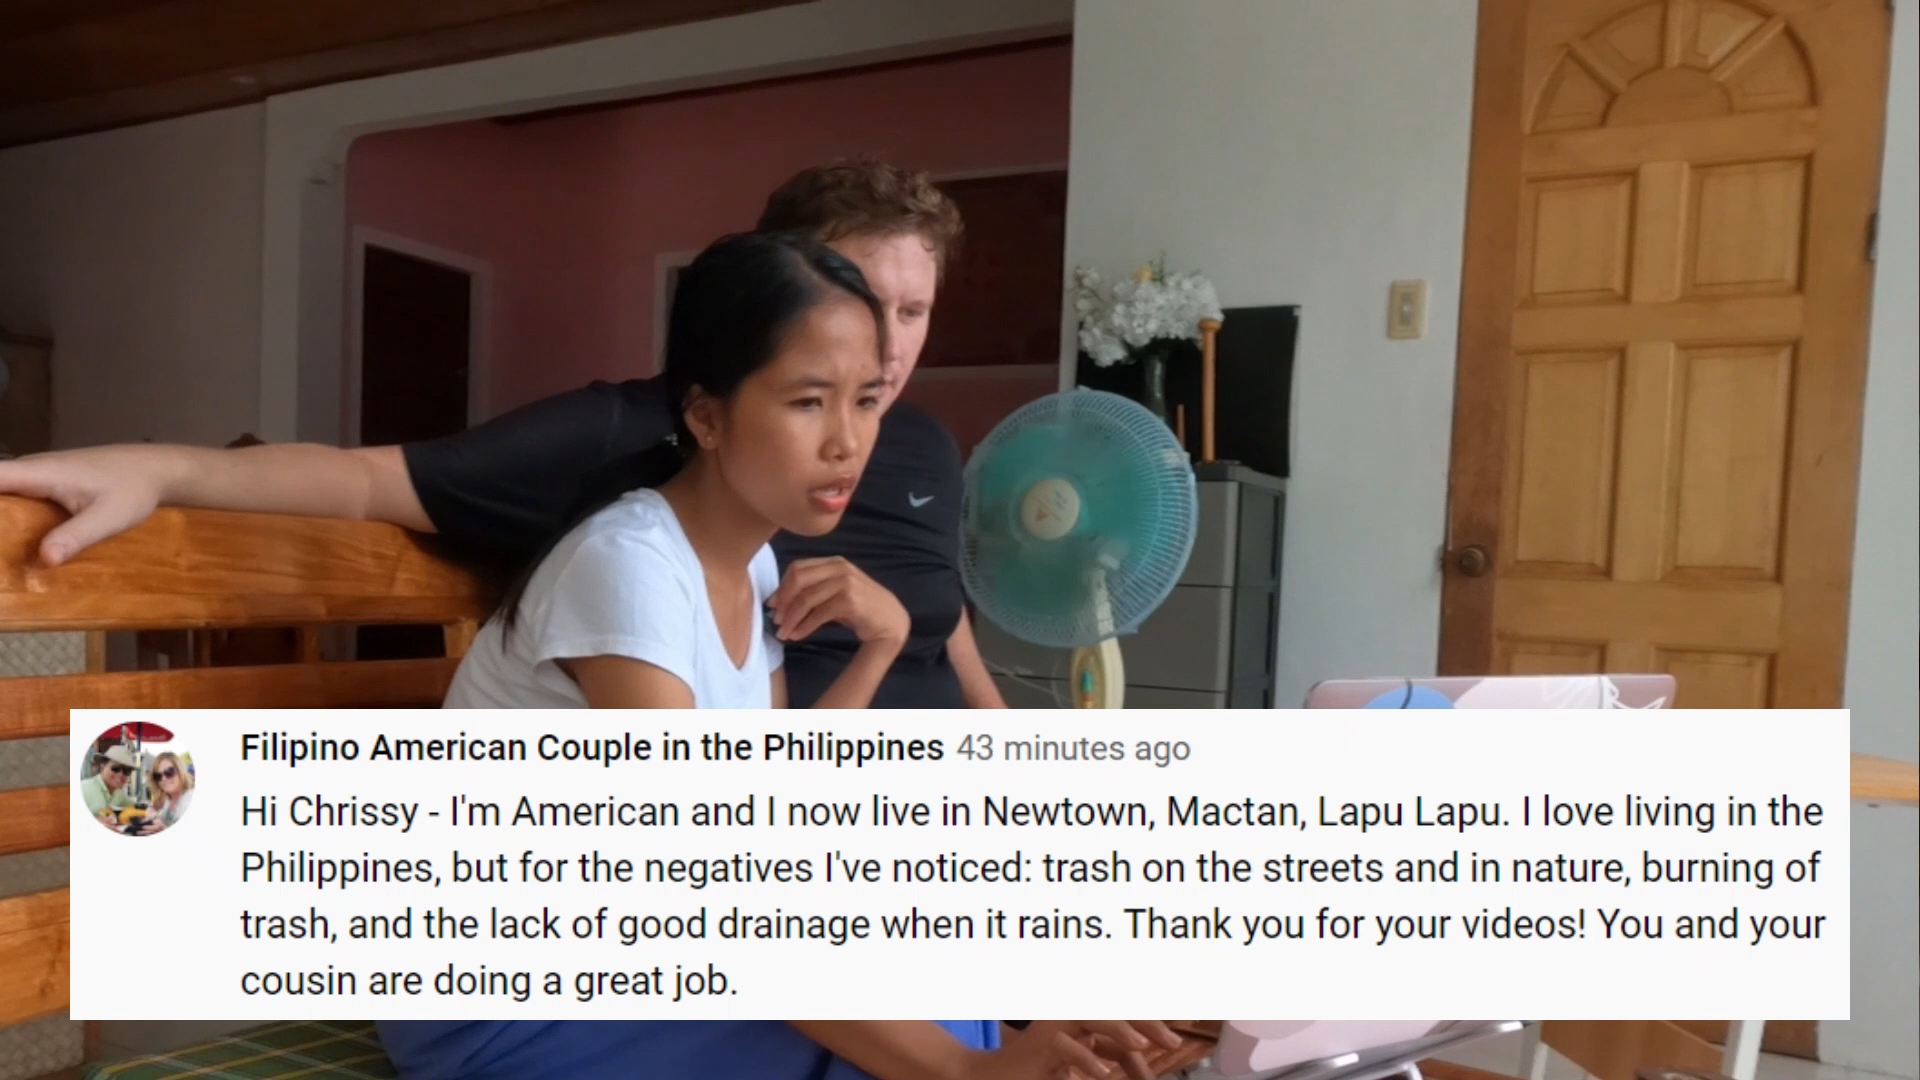 Filipino American Couple in the Philippines 43 minutes ago
Hi Chrissy - I'm American and I now live in Newtown, Mactan, Lapu Lapu. I love living in the
Philippines, but for the negatives I've noticed: trash on the streets and in nature, burning of
trash, and the lack of good drainage when it rains. Thank you for your videos! You and your
cousin are doing a great job.